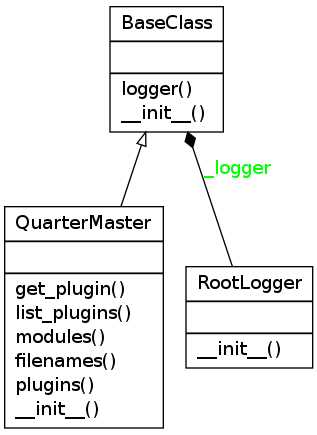 BaseClass
logger()
__init__()
_logger
QuarterMaster
get_plugin()
list_plugins()
modules()
filenames()
plugins()
__init__()
RootLogger
__init__()